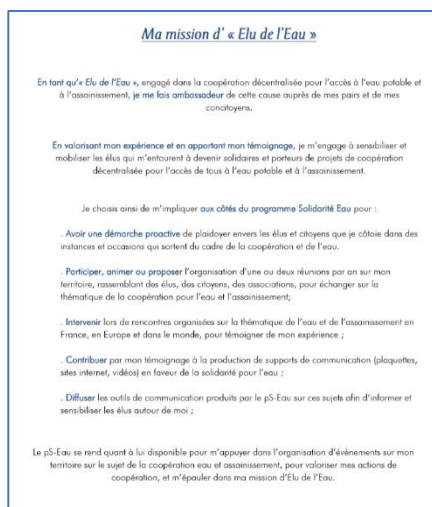 Ma mission d' « Elu de l'Eau »
En tant qu'« Elu de l'Eau », engagé dans la coopération décentralisée pour l'accès à l'eau potable et
à l'assainissement, je me fais ambassadeur de cette cause auprès de mes pairs et de mes
concitoyens.
En valorisant mon expérience et en apportant mon témoignage, je m'engage à sensibiliser et
mobiliser les élus qui m'entourent à devenir solidaires et porteurs de projets de coopération
décentralisée pour l'accès de tous à l'eau potable et à l'assainissement.
Je choisis ainsi de m'impliquer aux côtés du programme Solidarité Eau pour :
. Avoir une démarche proactive de plaidoyer envers les élus et citoyens que je côtoie dans des
instances et occasions qui sortent du cadre de la coopération et de l'eau.
. Participer, animer ou proposer l'organisation d'une ou deux réunions par an sur mon
territoire, rassemblant des élus, des citoyens, des associations, pour échanger sur la
thématique de la coopération pour l'eau et l'assainissement;
. Intervenir lors de rencontres organisées sur la thématique de l'eau et de l'assainissement en
France, en Europe et dans le monde, pour témoigner de mon expérience ;
. Contribuer par mon témoignage à la production de supports de communication (plaquettes,
sites internet, vidéos) en faveur de la solidarité pour l'eau ;
. Diffuser les outils de communication produits par le pS-Eau sur ces sujets afin d'informer et
sensibiliser les élus autour de moi ;
Le pS-Eau se rend quant à lui disponible pour m'appuyer dans l'organisation d'évènements sur mon
territoire sur le sujet de la coopération eau et assainissement, pour valoriser mes actions de
coopération, et m'épauler dans ma mission d'Elu de l'Eau.